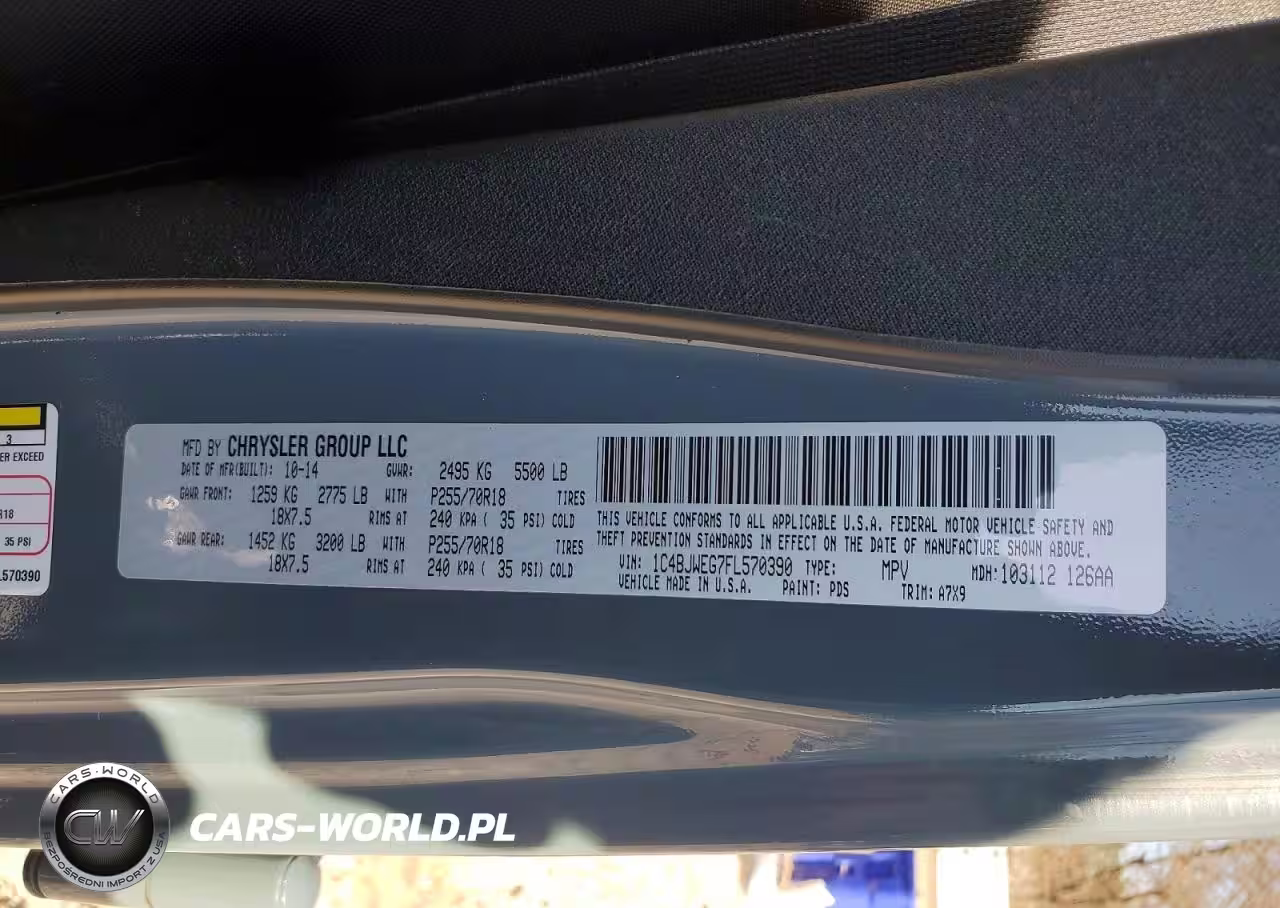 3
ER EXCEED
R18
35 PSI
L570390
MFD BY CHRYSLER GROUP LLC
DATE OF MFR(BUILT): 10-14 GVWR: 2495 KG 5500 LB
GAWR FRONT: 1259 KG 2775 LB WITH P255/70R18 TIRES
18X7.5 RIMS AT 240 KPA ( 35 PSI) COLD
GAWR REAR: 1452 KG 3200 LB WITH P255/70R18 TIRES
18X7.5 RIMS AT 240 KPA ( 35 PSI) COLD
THIS VEHICLE CONFORMS TO ALL APPLICABLE U.S.A. FEDERAL MOTOR VEHICLE SAFETY AND
THEFT PREVENTION STANDARDS IN EFFECT ON THE DATE OF MANUFACTURE SHOWN ABOVE.
VIN: 1C4BJWEG7FL570390 TYPE: MPV MDH: 103112 126AA
VEHICLE MADE IN U.S.A. PAINT: PDS TRIM: A7X9
CARS-WORLD
CW
BEZPOŚREDNI IMPORT Z USA
CARS-WORLD.PL